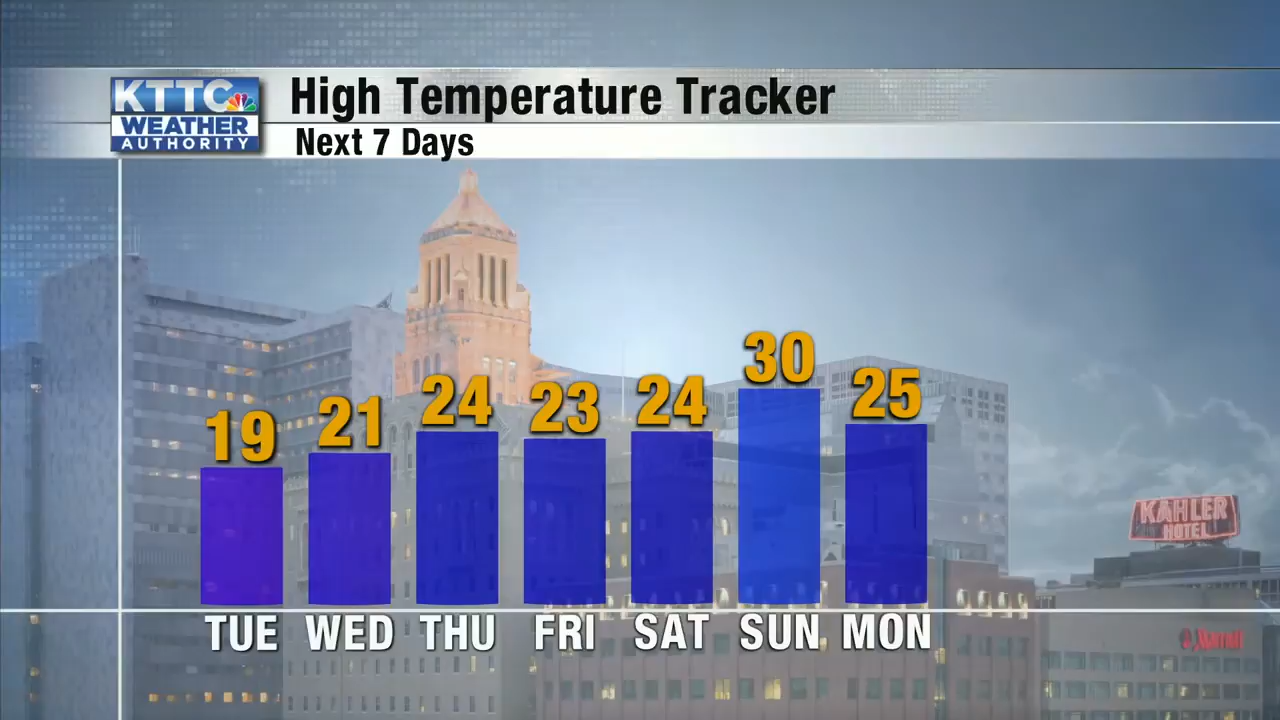 KTTC
WEATHER
AUTHORITY
High Temperature Tracker
Next 7 Days
19 21 24 23 24 30 25
TUE WED THU FRI SAT SUN MON
KAHLER
HOTEL
Marriott